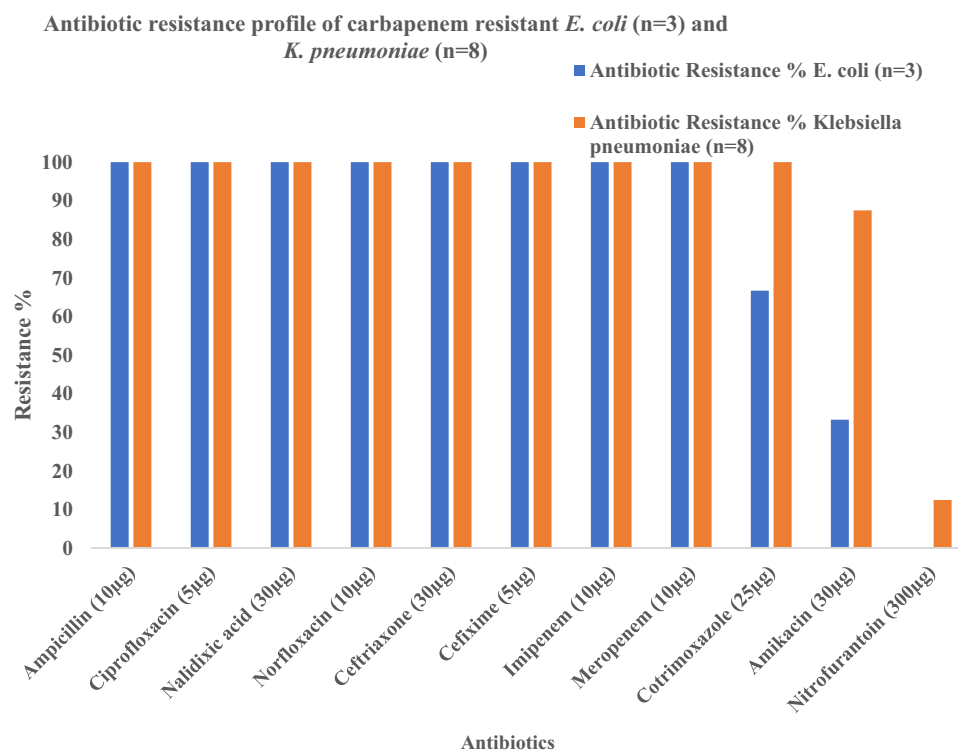 Antibiotic resistance profile of carbapenem resistant E. coli (n=3) and
K. pneumoniae (n=8)
Antibiotic Resistance % E. coli (n=3)
Antibiotic Resistance % Klebsiella
pneumoniae (n=8)
100
90
80
70
60
50
40
30
20
10
0
Resistance %
Ampicillin (10µg)
Ciprofloxacin (5µg)
Nalidixic acid (30µg)
Norfloxacin (10µg)
Ceftriaxone (30µg)
Cefixime (5µg)
Imipenem (10µg)
Meropenem (10µg)
Cotrimoxazole (25µg)
Amikacin (30µg)
Nitrofurantoin (300µg)
Antibiotics